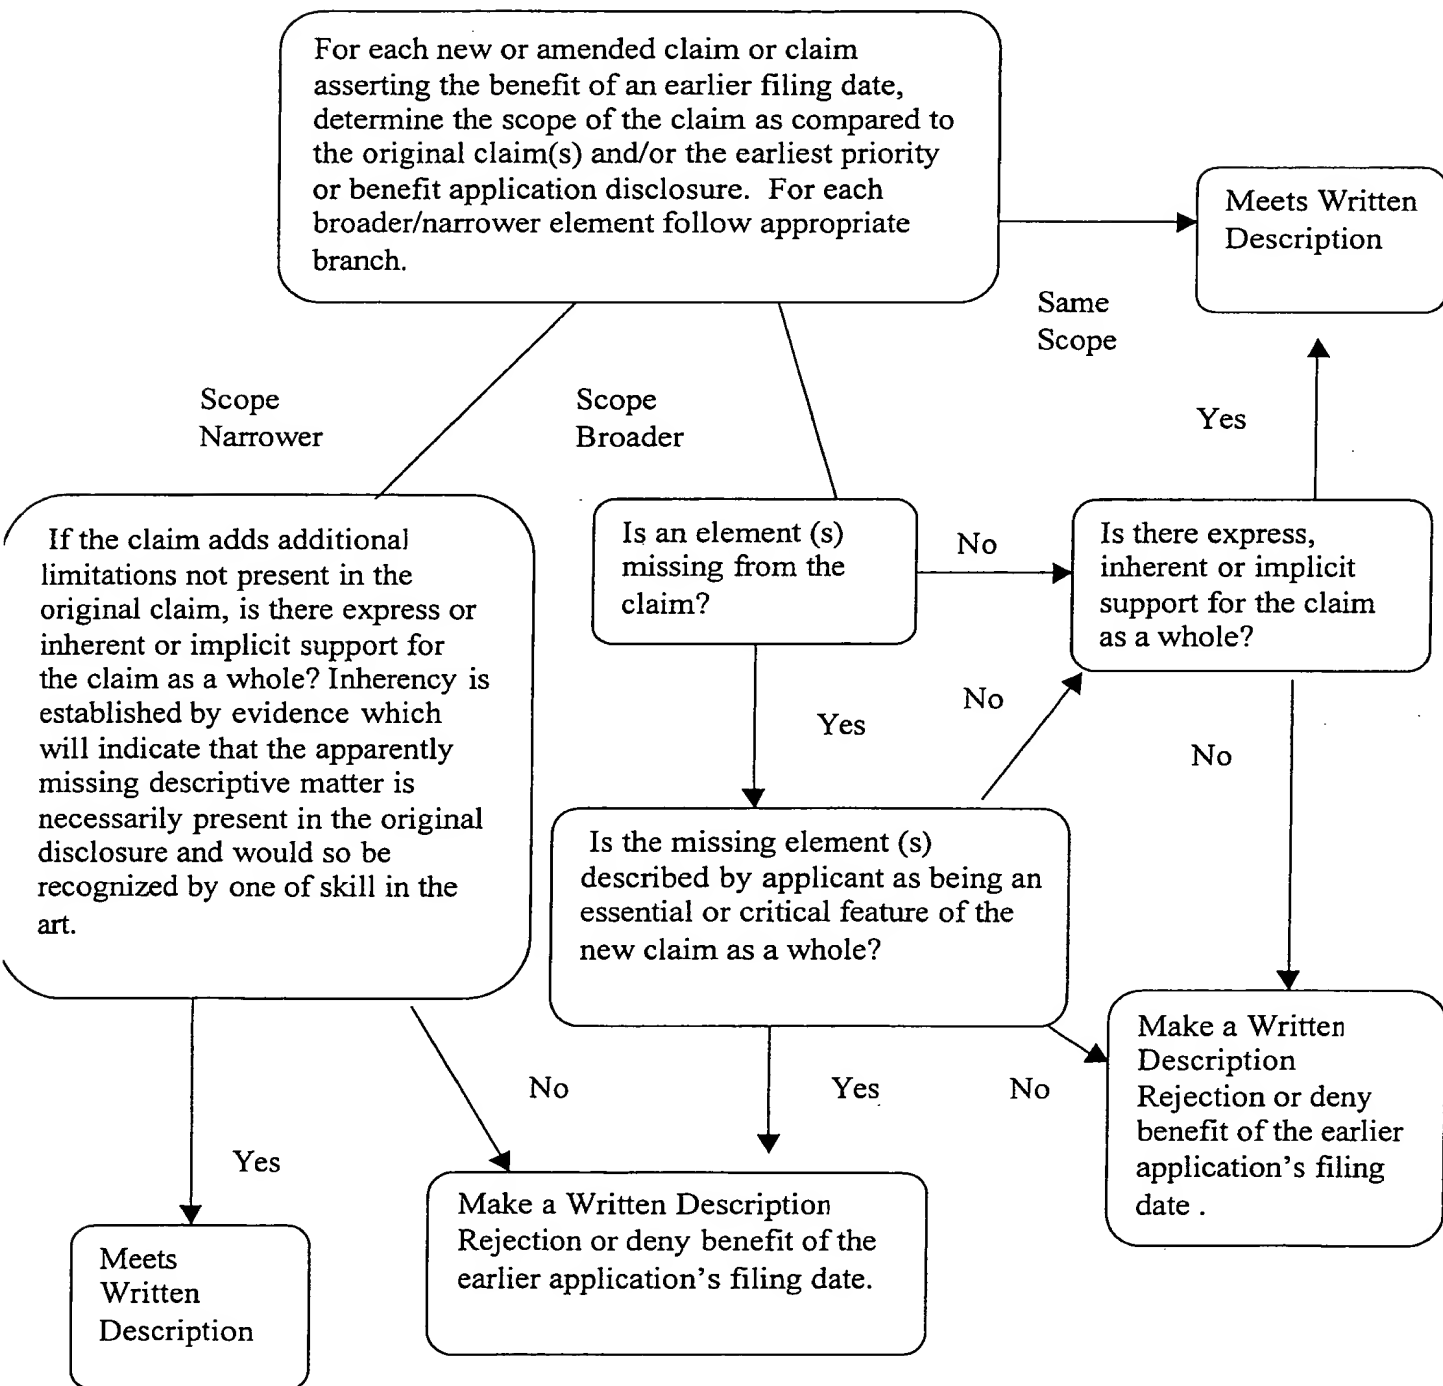 For each new or amended claim or claim
asserting the benefit of an earlier filing date,
determine the scope of the claim as compared to
the original claim(s) and/or the earliest priority
or benefit application disclosure. For each
broader/narrower element follow appropriate
branch.
Meets Written
Description
Same
Scope
Scope
Narrower
Scope
Broader
Yes
If the claim adds additional
limitations not present in the
original claim, is there express or
inherent or implicit support for
the claim as a whole? Inherency is
established by evidence which
will indicate that the apparently
missing descriptive matter is
necessarily present in the original
disclosure and would so be
recognized by one of skill in the
art.
Is an element (s)
missing from the
claim?
No
Is there express,
inherent or implicit
support for the claim
as a whole?
Yes
No
No
Is the missing element (s)
described by applicant as being an
essential or critical feature of the
new claim as a whole?
No
Yes
No
Make a Written
Description
Rejection or deny
benefit of the earlier
application's filing
date .
Yes
Make a Written Description
Rejection or deny benefit of the
earlier application's filing date.
Meets
Written
Description